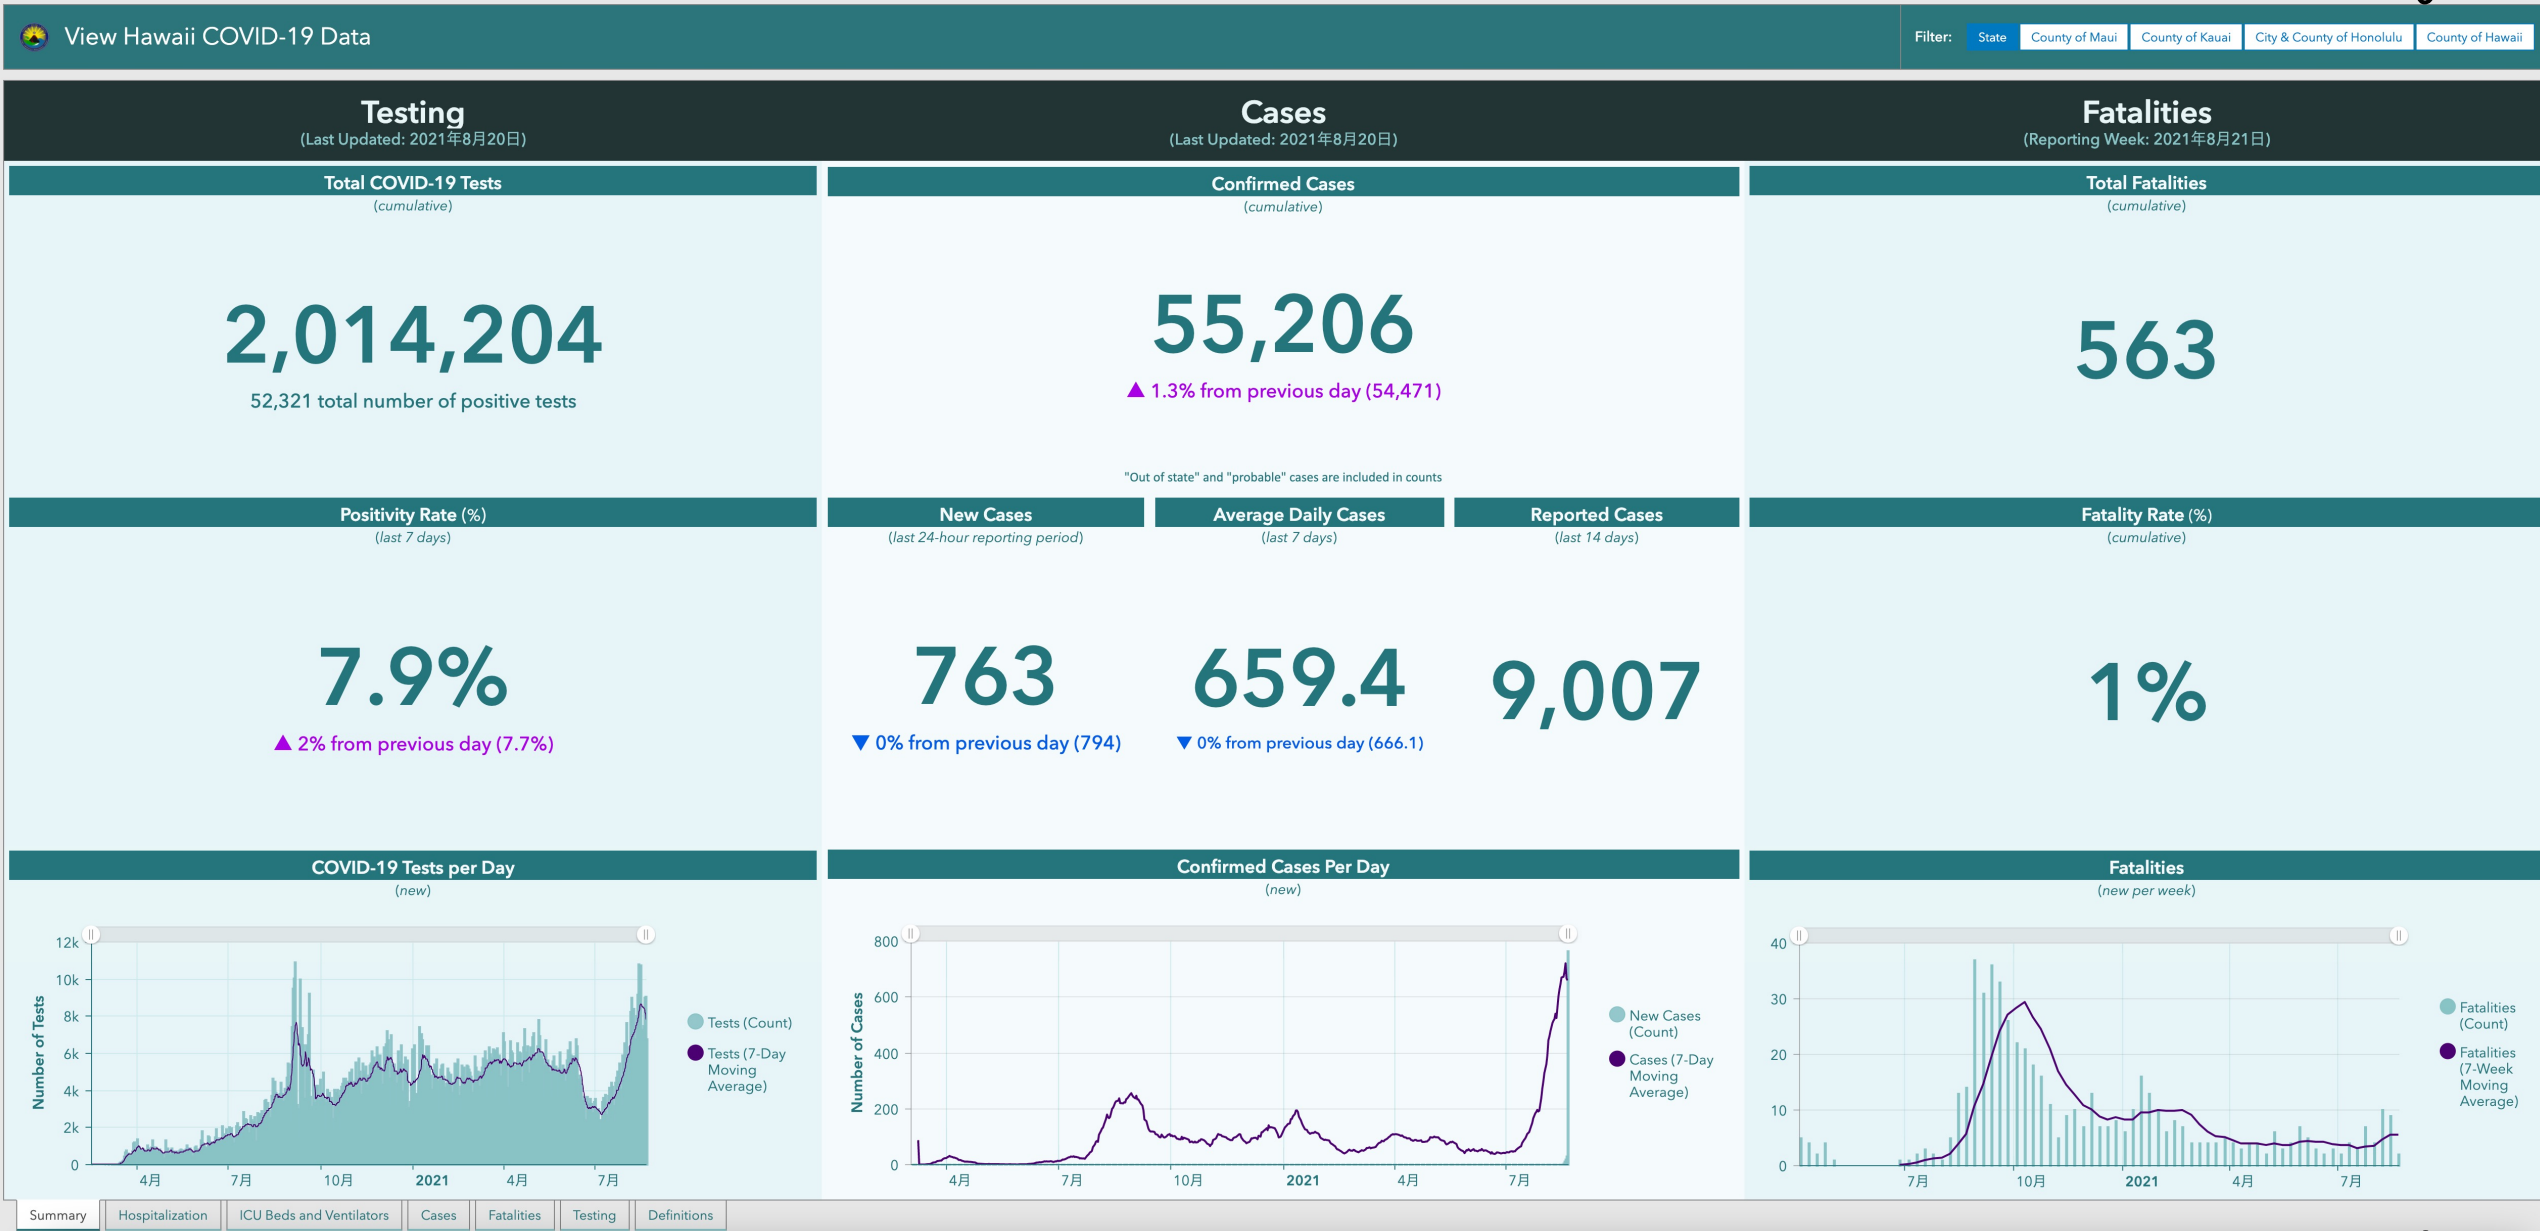 View Hawaii COVID-19 Data
Filter: State County of Maui County of Kauai City & County of Honolulu County of Hawaii
Testing
(Last Updated: 2021年8月20日)
Cases
(Last Updated: 2021年8月20日)
Fatalities
(Reporting Week: 2021年8月21日)
Total COVID-19 Tests
(cumulative)
2,014,204
52,321 total number of positive tests
Confirmed Cases
(cumulative)
55,206
▲ 1.3% from previous day (54,471)
"Out of state" and "probable" cases are included in counts
Total Fatalities
(cumulative)
563
Positivity Rate (%)
(last 7 days)
7.9%
▲ 2% from previous day (7.7%)
New Cases
(last 24-hour reporting period)
763
▼ 0% from previous day (794)
Average Daily Cases
(last 7 days)
659.4
▼ 0% from previous day (666.1)
Reported Cases
(last 14 days)
9,007
Fatality Rate (%)
(cumulative)
1%
COVID-19 Tests per Day
(new)
Number of Tests
12k
10k
8k
6k
4k
2k
0
4月 7月 10月 2021 4月 7月
Tests (Count)
Tests (7-Day
Moving
Average)
Confirmed Cases Per Day
(new)
Number of Cases
800
600
400
200
0
4月 7月 10月 2021 4月 7月
New Cases
(Count)
Cases (7-Day
Moving
Average)
Fatalities
(new per week)
40
30
20
10
0
7月 10月 2021 4月 7月
Fatalities
(Count)
Fatalities
(7-Week
Moving
Average)
Summary Hospitalization ICU Beds and Ventilators Cases Fatalities Testing Definitions